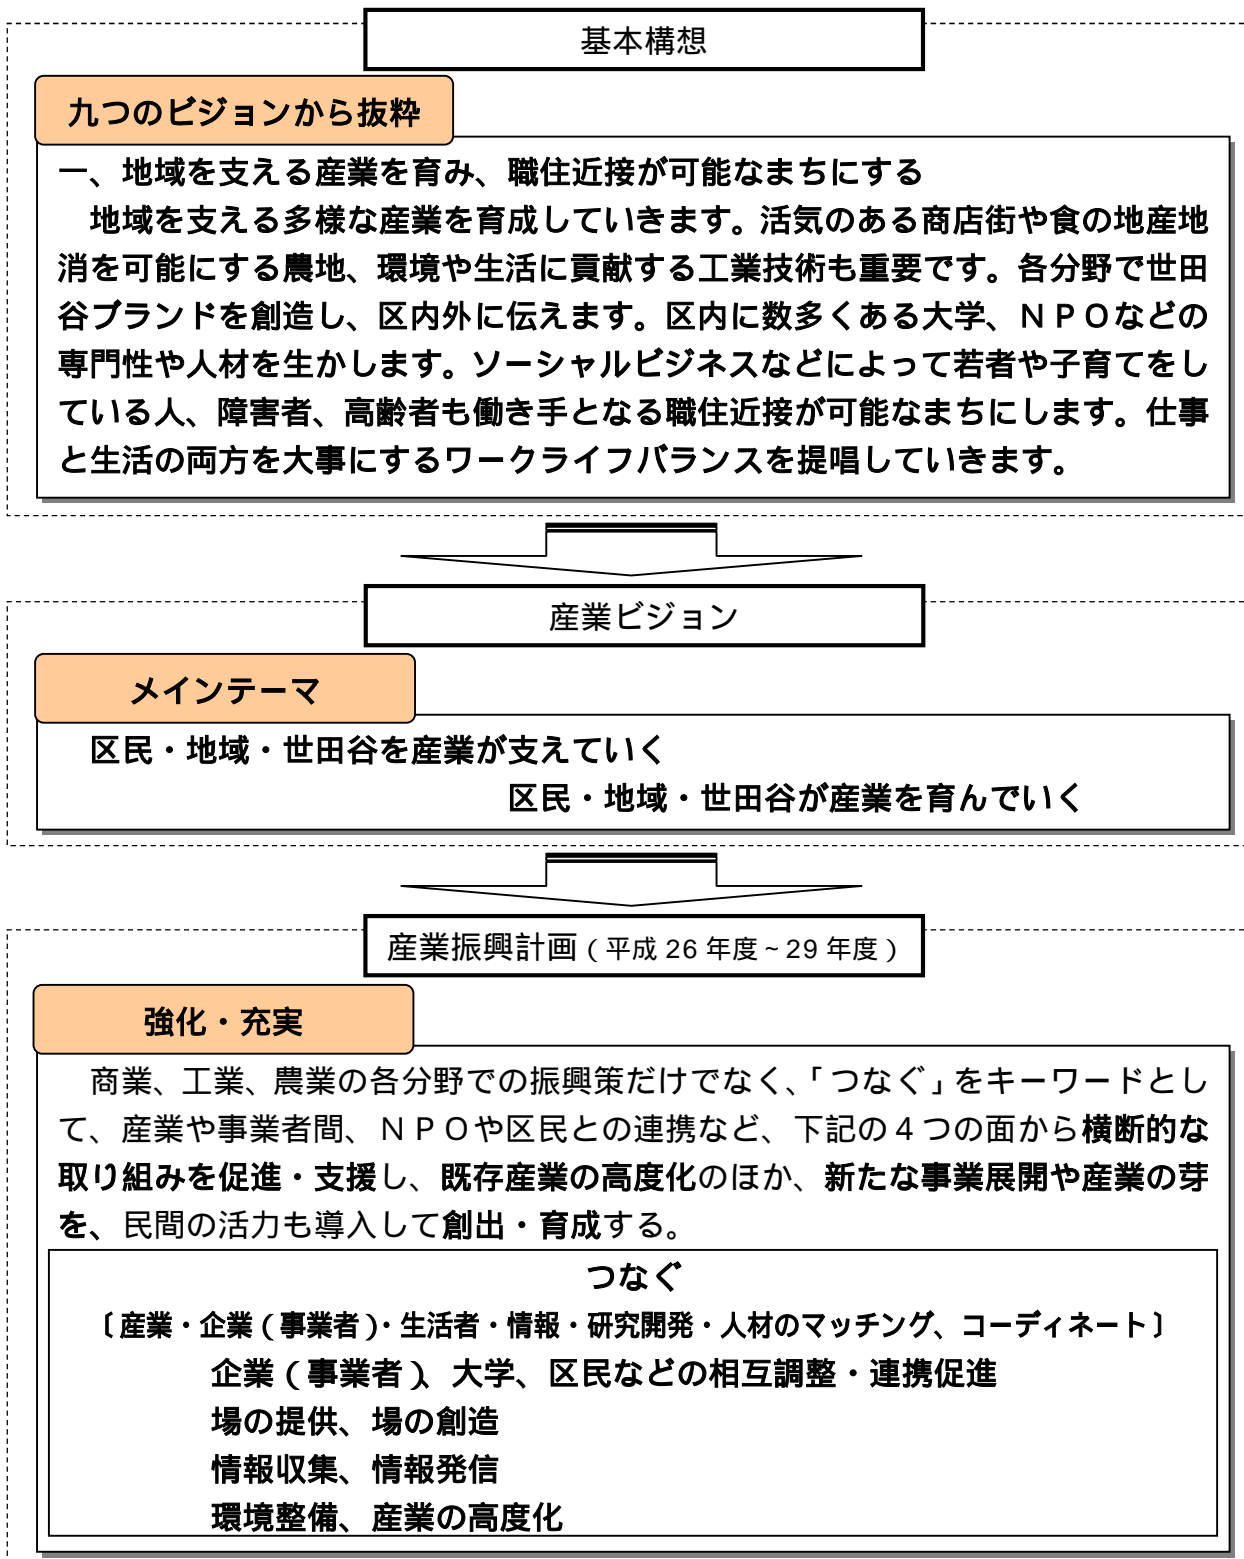 基本構想
九つのビジョンから抜粋
一、地域を支える産業を育み、職住近接が可能なまちにする
地域を支える多様な産業を育成していきます。活気のある商店街や食の地産地
消を可能にする農地、環境や生活に貢献する工業技術も重要です。各分野で世田
谷ブランドを創造し、区内外に伝えます。区内に数多くある大学、ＮＰＯなどの
専門性や人材を生かします。ソーシャルビジネスなどによって若者や子育てをし
ている人、障害者、高齢者も働き手となる職住近接が可能なまちにします。仕事
と生活の両方を大事にするワークライフバランスを提唱していきます。
産業ビジョン
メインテーマ
区民・地域・世田谷を産業が支えていく
区民・地域・世田谷が産業を育んでいく
産業振興計画（平成 26 年度～29 年度）
強化・充実
商業、工業、農業の各分野での振興策だけでなく、「つなぐ」をキーワードとし
て、産業や事業者間、ＮＰＯや区民との連携など、下記の４つの面から横断的な
取り組みを促進・支援し、既存産業の高度化のほか、新たな事業展開や産業の芽
を、民間の活力も導入して創出・育成する。
つなぐ
〔産業・企業（事業者）・生活者・情報・研究開発・人材のマッチング、コーディネート〕
企業（事業者）、大学、区民などの相互調整・連携促進
場の提供、場の創造
情報収集、情報発信
環境整備、産業の高度化